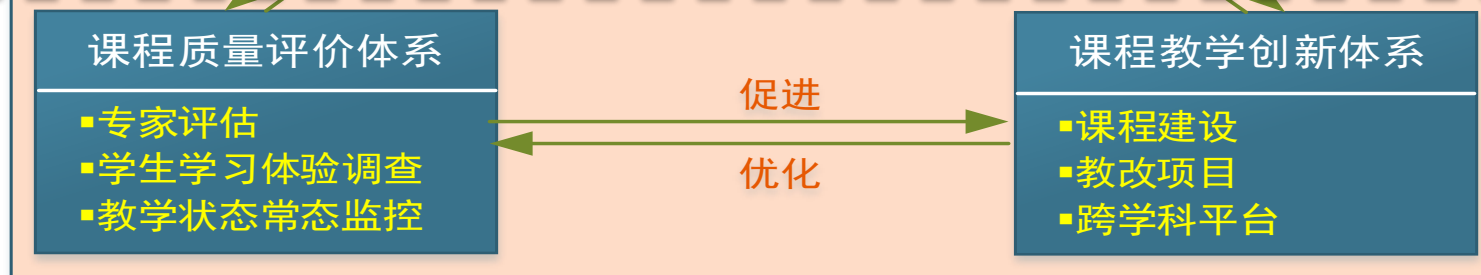 课程质量评价体系
▪专家评估
▪学生学习体验调查
▪教学状态常态监控
促进
优化
课程教学创新体系
▪课程建设
▪教改项目
▪跨学科平台